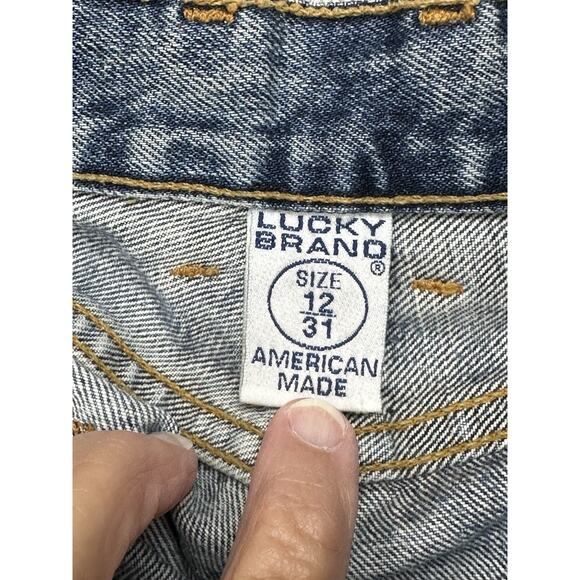 LUCKY
BRAND
®
SIZE
12
31
AMERICAN
MADE